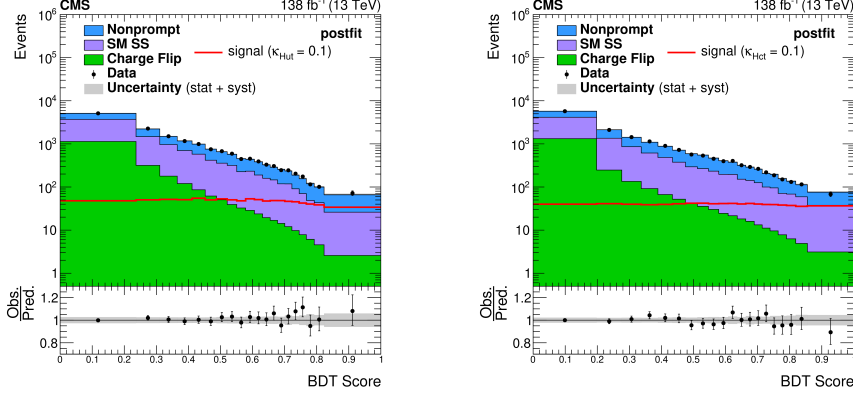 CMS 138 fb⁻¹ (13 TeV)
Events
10⁶
10⁵
10⁴
10³
10²
10
1
Nonprompt
SM SS
Charge Flip
Data
Uncertainty (stat + syst)
postfit
signal (κHut = 0.1)
Obs.
Pred.
1.2
1
0.8
0 0.1 0.2 0.3 0.4 0.5 0.6 0.7 0.8 0.9 1
BDT Score
CMS 138 fb⁻¹ (13 TeV)
Events
10⁶
10⁵
10⁴
10³
10²
10
1
Nonprompt
SM SS
Charge Flip
Data
Uncertainty (stat + syst)
postfit
signal (κHct = 0.1)
Obs.
Pred.
1.2
1
0.8
0 0.1 0.2 0.3 0.4 0.5 0.6 0.7 0.8 0.9
BDT Score